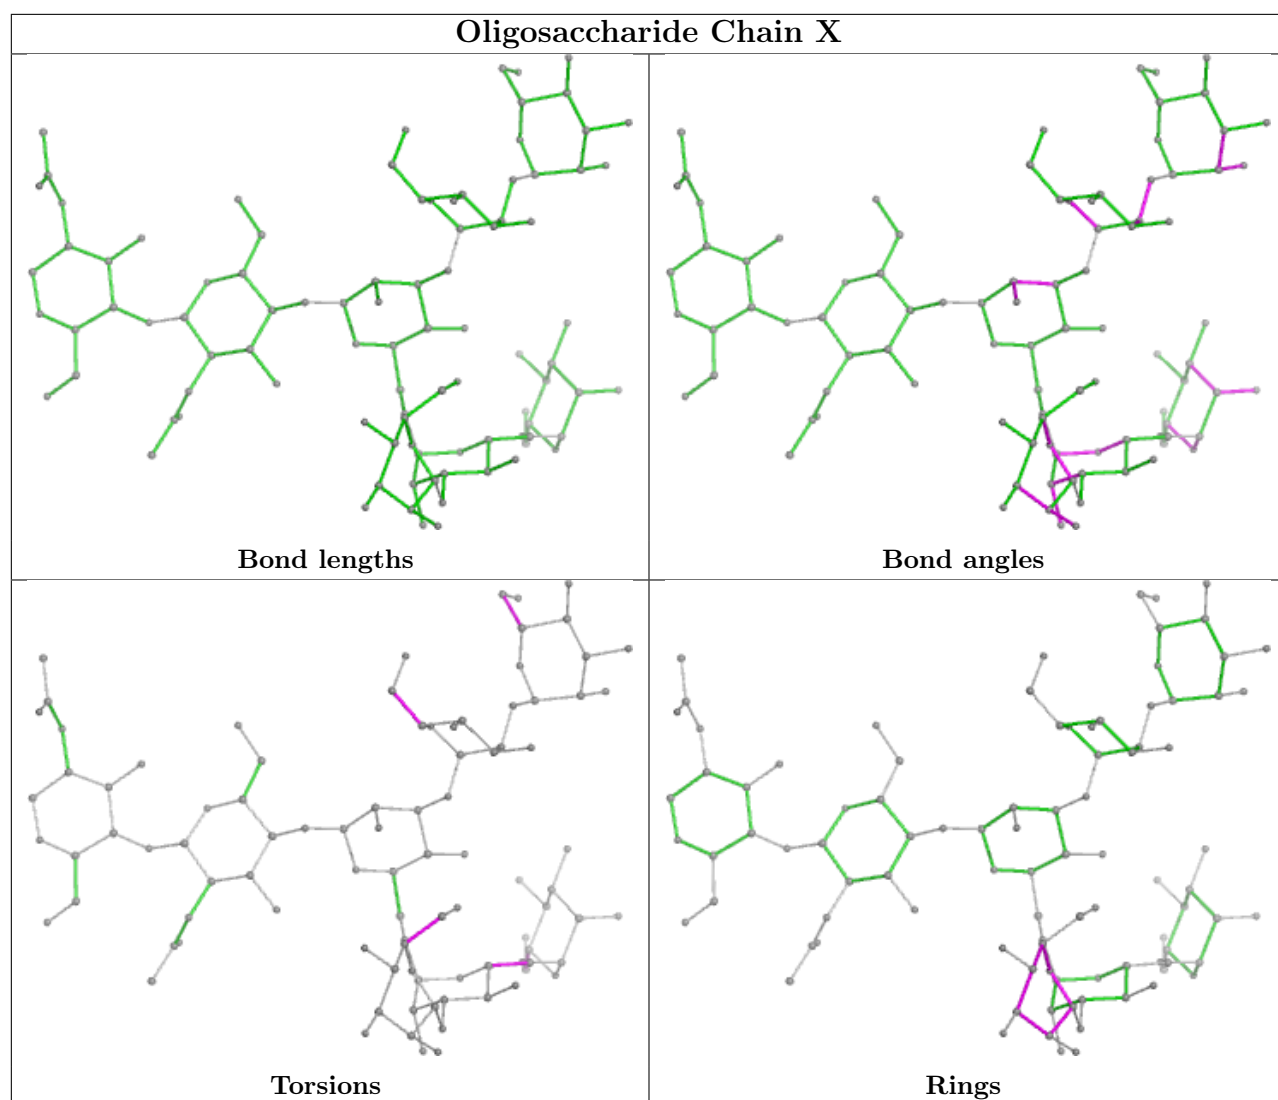 Oligosaccharide Chain X
Bond lengths
Bond angles
Torsions
Rings